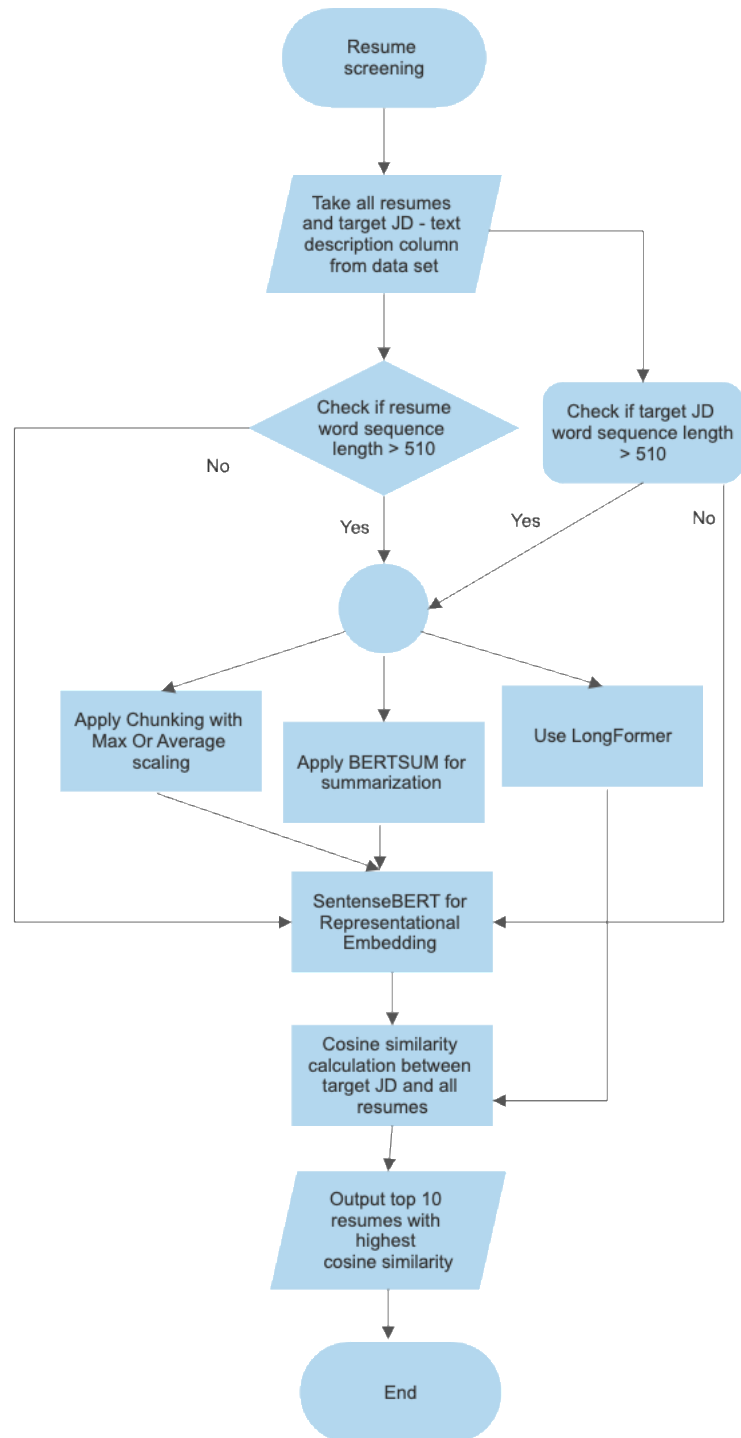 Resume
screening
Take all resumes
and target JD - text
description column
from data set
Check if resume
word sequence
length > 510
Check if target JD
word sequence length
> 510
No
Yes
Yes
No
Apply Chunking with
Max Or Average
scaling
Apply BERTSUM for
summarization
Use LongFormer
SentenseBERT for
Representational
Embedding
Cosine similarity
calculation between
target JD and all
resumes
Output top 10
resumes with
highest
cosine similarity
End